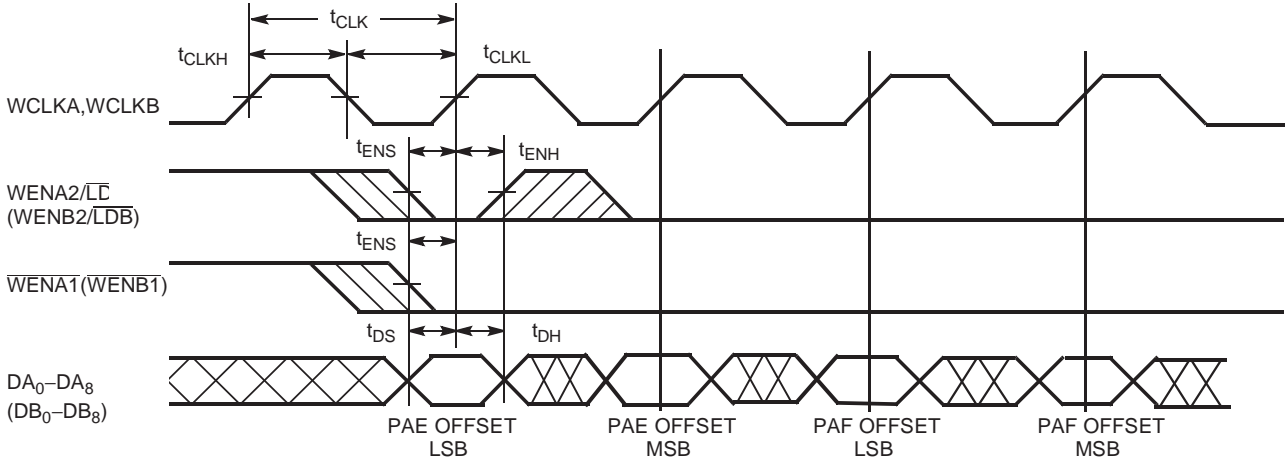 tCLK
tCLKH
tCLKL
WCLKA,WCLKB
tENS
tENH
WENA2/LD
(WENB2/LDB)
tENS
WENA1(WENB1)
tDS
tDH
DA0–DA8
(DB0–DB8)
PAE OFFSET
LSB
PAE OFFSET
MSB
PAF OFFSET
LSB
PAF OFFSET
MSB